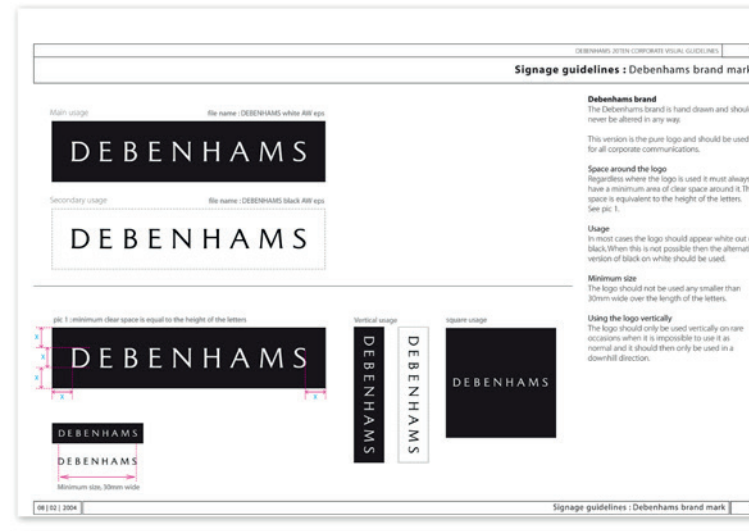 DEBENHAMS 20TEN CORPORATE VISUAL GUIDELINES
Signage guidelines : Debenhams brand mark
Main usage
file name : DEBENHAMS white AW eps
DEBENHAMS
Secondary usage
file name : DEBENHAMS black AW eps
DEBENHAMS
pic 1 : minimum clear space is equal to the height of the letters
X
X
X
DEBENHAMS
X
X
DEBENHAMS
DEBENHAMS
Minimum size, 30mm wide
Vertical usage
DEBENHAMS
DEBENHAMS
square usage
DEBENHAMS
Debenhams brand
The Debenhams brand is hand drawn and shoul
never be altered in any way.
This version is the pure logo and should be used
for all corporate communications.
Space around the logo
Regardless where the logo is used it must always
have a minimum area of clear space around it. Th
space is equivalent to the height of the letters.
See pic 1.
Usage
In most cases the logo should appear white out
black. When this is not possible then the alternati
version of black on white should be used.
Minimum size
The logo should not be used any smaller than
30mm wide over the length of the letters.
Using the logo vertically
The logo should only be used vertically on rare
occasions when it is impossible to use it as
normal and it should then only be used in a
downhill direction.
08 | 02 | 2004
Signage guidelines : Debenhams brand mark